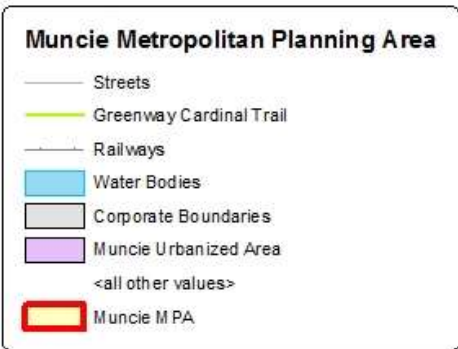 Muncie Metropolitan Planning Area
Streets
Greenway Cardinal Trail
Railways
Water Bodies
Corporate Boundaries
Muncie Urbanized Area
<all other values>
Muncie MPA